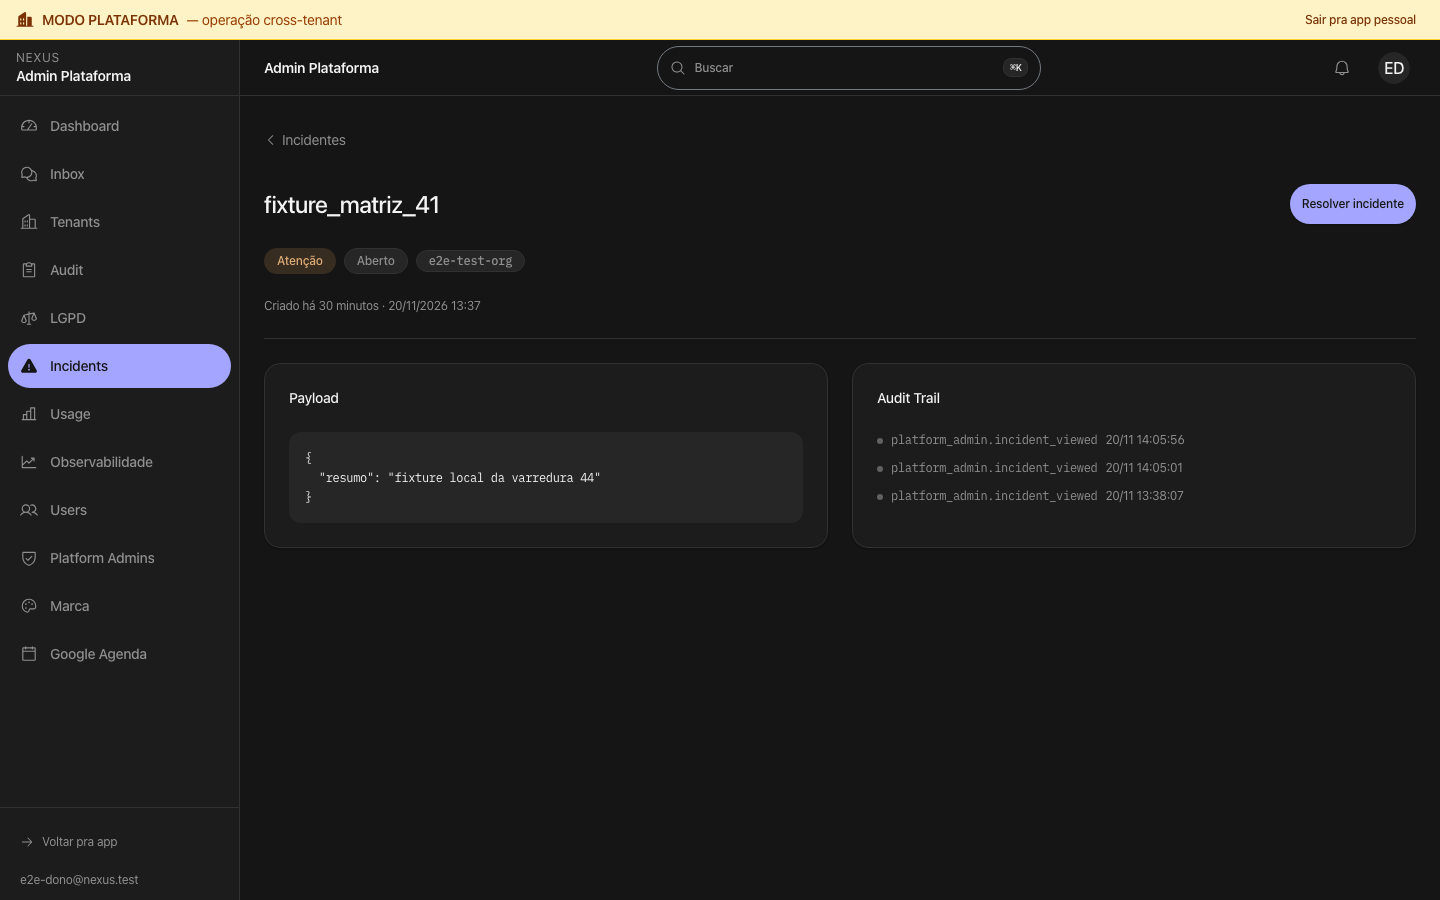 MODO PLATAFORMA — operação cross-tenant
Sair pra app pessoal
NEXUS
Admin Plataforma
Admin Plataforma
Buscar
⌘K
ED
Dashboard
Inbox
Tenants
Audit
LGPD
Incidents
Usage
Observabilidade
Users
Platform Admins
Marca
Google Agenda
Voltar pra app
e2e-dono@nexus.test
Incidentes
fixture_matriz_41
Resolver incidente
Atenção
Aberto
e2e-test-org
Criado há 30 minutos · 20/11/2026 13:37
Payload
{
"resumo": "fixture local da varredura 44"
}
Audit Trail
platform_admin.incident_viewed 20/11 14:05:56
platform_admin.incident_viewed 20/11 14:05:01
platform_admin.incident_viewed 20/11 13:38:07